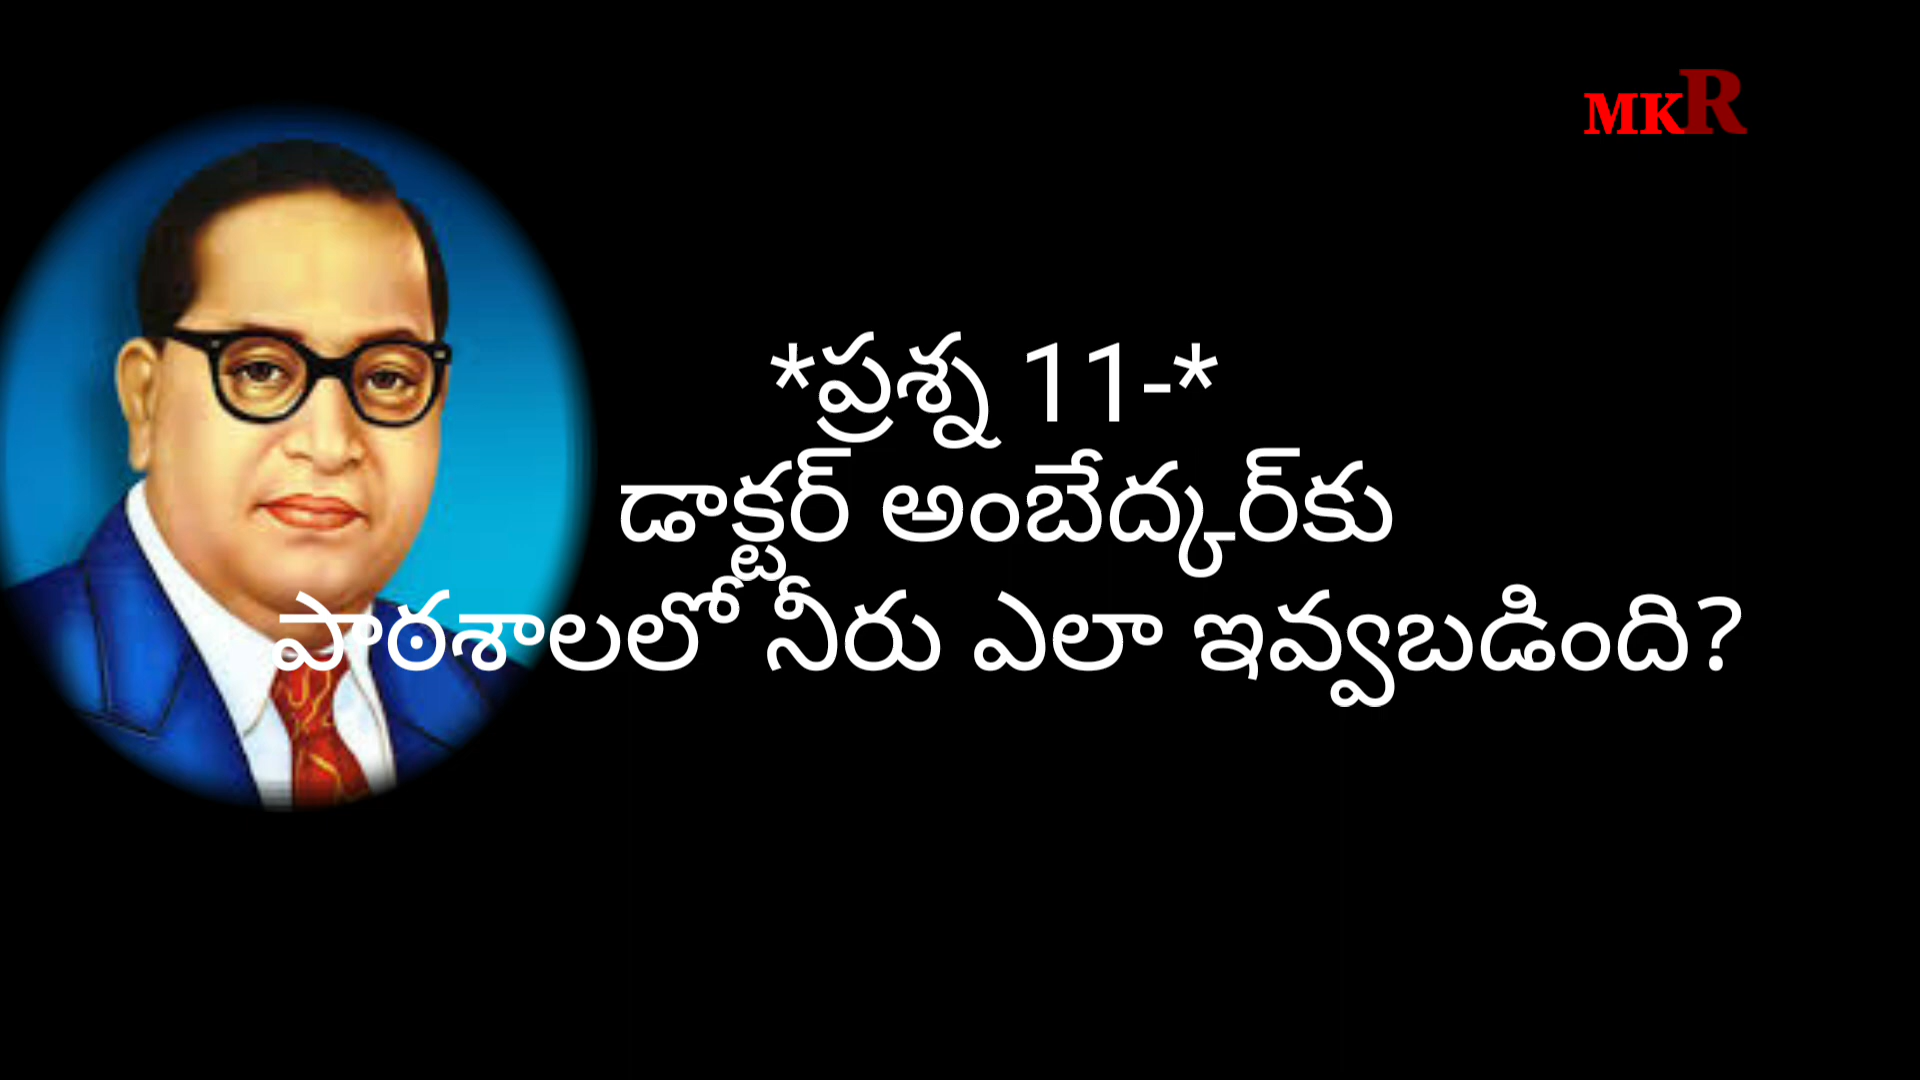 MKR
*ప్రశ్న 11-*
డాక్టర్ అంబేద్కర్‌కు
పాఠశాలలో నీరు ఎలా ఇవ్వబడింది?